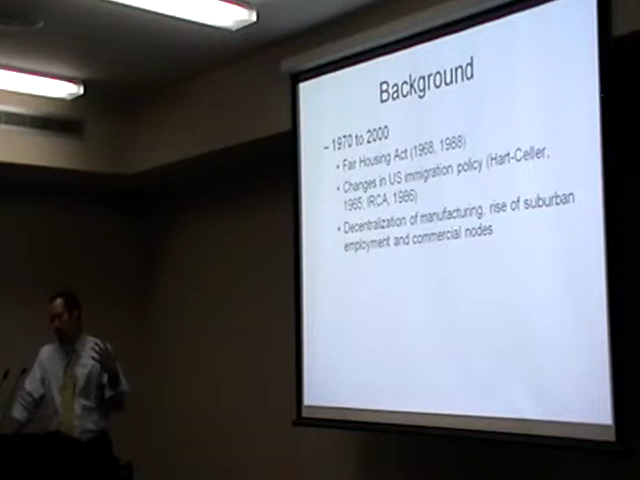 Background
– 1970 to 2000
• Fair Housing Act (1968, 1988)
• Changes in US immigration policy (Hart-Celler,
1965; IRCA, 1986)
• Decentralization of manufacturing, rise of suburban
employment and commercial nodes